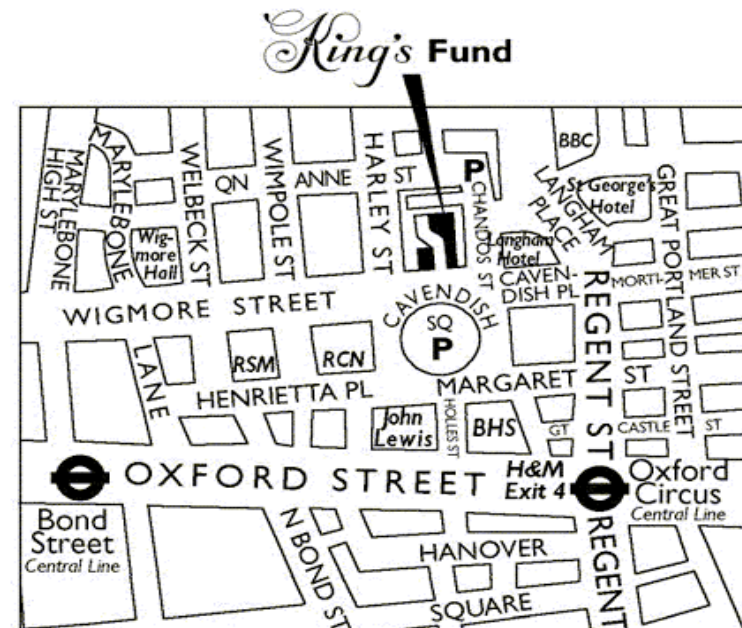 King's Fund
BBC
MARYLEBONE
HIGH ST
MARYLEBONE
LANE
WELBECK ST
QN ANNE ST
WIMPOLE ST
HARLEY ST
P
CHANDOS ST
LANGHAM
PLACE
St George's
Hotel
GREAT PORTLAND STREET
Wig-
more
Hall
Langham
Hotel
CAVEN-
DISH PL
MORTI-
MER ST
WIGMORE STREET
CAVENDISH
SQ
P
REGENT ST
RSM
RCN
HENRIETTA PL
MARGARET ST
John
Lewis
HOLLES ST
BHS
GT CASTLE ST
OXFORD STREET
H&M
Exit 4
Oxford
Circus
Central Line
Bond
Street
Central Line
N BOND ST
HANOVER
SQUARE
REGENT